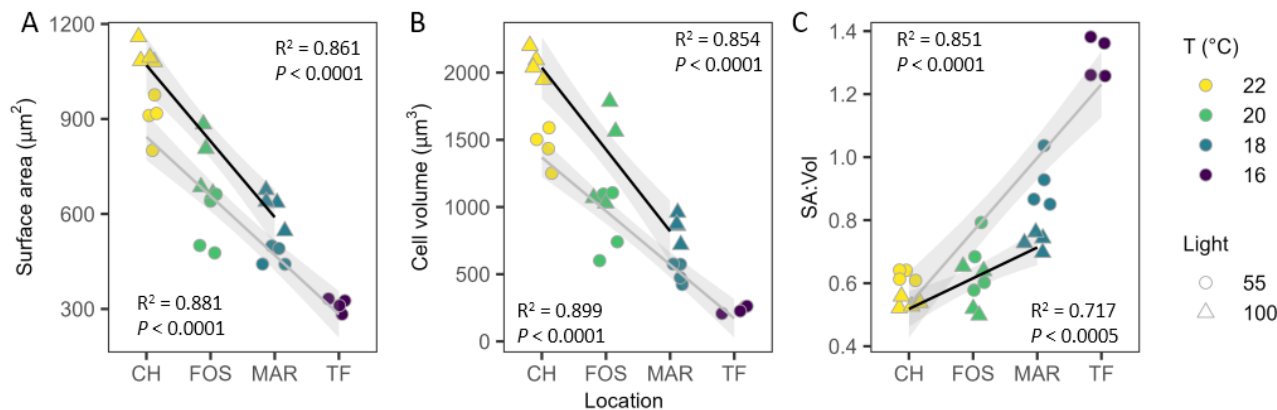 A
Surface area (µm²)
1200
900
600
300
R² = 0.861
P < 0.0001
R² = 0.881
P < 0.0001
CH FOS MAR TF
B
Cell volume (µm³)
2000
1500
1000
500
0
R² = 0.854
P < 0.0001
R² = 0.899
P < 0.0001
CH FOS MAR TF
Location
C
SA:Vol
1.4
1.2
1.0
0.8
0.6
0.4
R² = 0.851
P < 0.0001
R² = 0.717
P < 0.0005
CH FOS MAR TF
T (°C)
22
20
18
16
Light
55
100